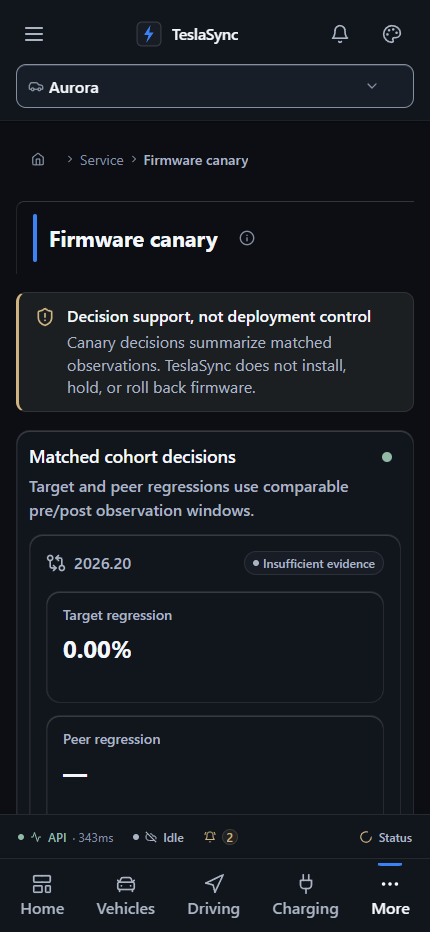 TeslaSync
Aurora
Service
Firmware canary
Firmware canary
Decision support, not deployment control
Canary decisions summarize matched
observations. TeslaSync does not install,
hold, or roll back firmware.
Matched cohort decisions
Target and peer regressions use comparable
pre/post observation windows.
2026.20
Insufficient evidence
Target regression
0.00%
Peer regression
—
API · 343ms
Idle
2
Status
Home
Vehicles
Driving
Charging
More